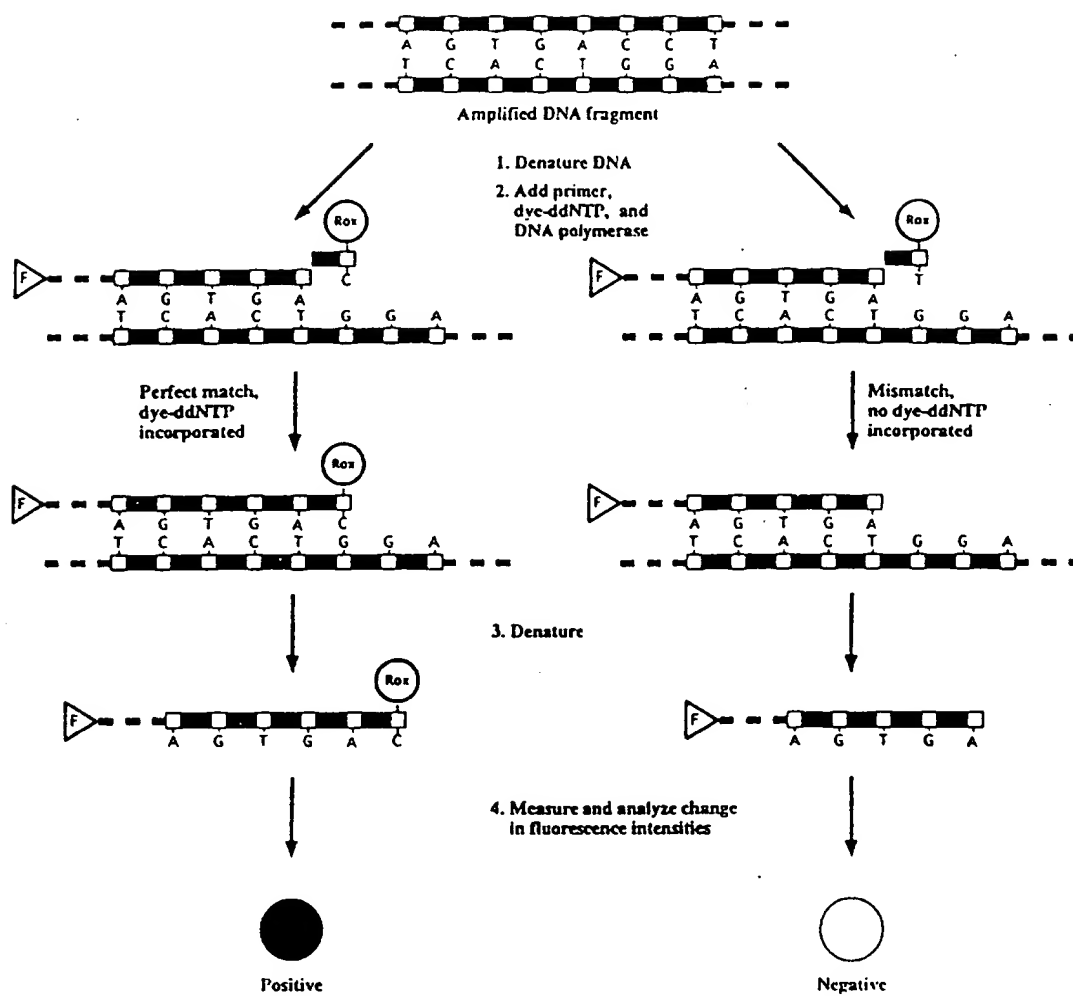 A G T G A C C T
T C A C T G G A
Amplified DNA fragment
1. Denature DNA
2. Add primer,
dye-ddNTP, and
DNA polymerase
Rox
Rox
F
C
A G T G A
T C A C T G G A
F
T
A G T G A
T C A C T G G A
Perfect match,
dye-ddNTP
incorporated
Mismatch,
no dye-ddNTP
incorporated
Rox
F
A G T G A C
T C A C T G G A
F
A G T G A
T C A C T G G A
3. Denature
Rox
F
A G T G A C
F
A G T G A
4. Measure and analyze change
in fluorescence intensities
Positive
Negative